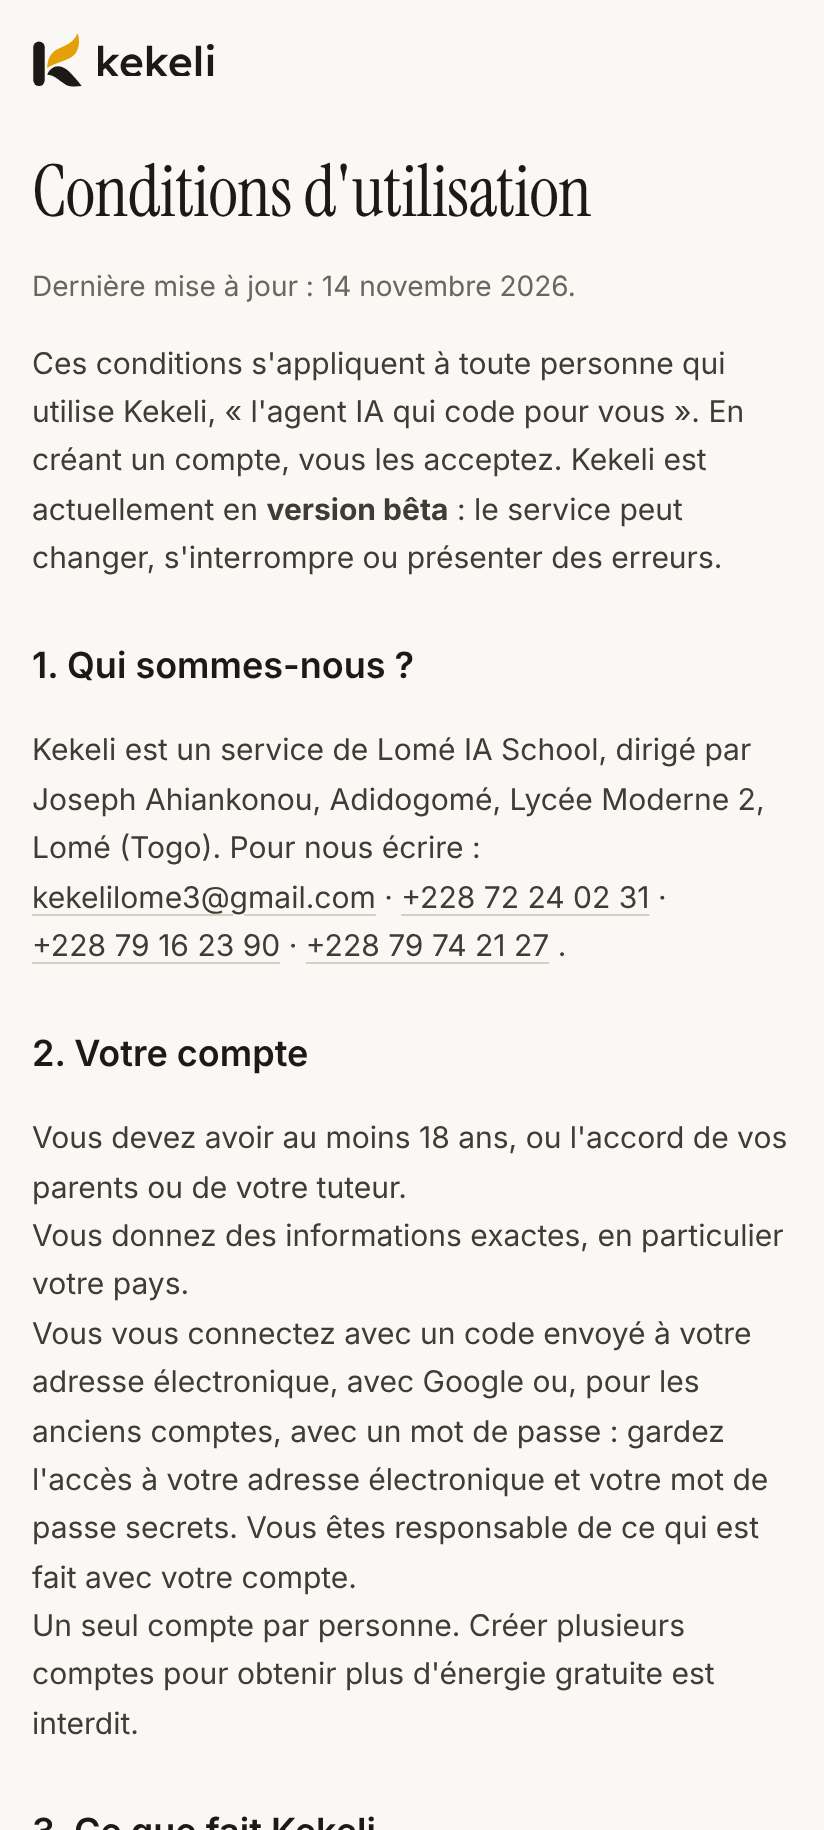 kekeli
Conditions d'utilisation
Dernière mise à jour : 14 novembre 2026.
Ces conditions s'appliquent à toute personne qui
utilise Kekeli, « l'agent IA qui code pour vous ». En
créant un compte, vous les acceptez. Kekeli est
actuellement en version bêta : le service peut
changer, s'interrompre ou présenter des erreurs.
1. Qui sommes-nous ?
Kekeli est un service de Lomé IA School, dirigé par
Joseph Ahiankonou, Adidogomé, Lycée Moderne 2,
Lomé (Togo). Pour nous écrire :
kekelilome3@gmail.com · +228 72 24 02 31 ·
+228 79 16 23 90 · +228 79 74 21 27 .
2. Votre compte
Vous devez avoir au moins 18 ans, ou l'accord de vos
parents ou de votre tuteur.
Vous donnez des informations exactes, en particulier
votre pays.
Vous vous connectez avec un code envoyé à votre
adresse électronique, avec Google ou, pour les
anciens comptes, avec un mot de passe : gardez
l'accès à votre adresse électronique et votre mot de
passe secrets. Vous êtes responsable de ce qui est
fait avec votre compte.
Un seul compte par personne. Créer plusieurs
comptes pour obtenir plus d'énergie gratuite est
interdit.
3. Ce que fait Kekeli